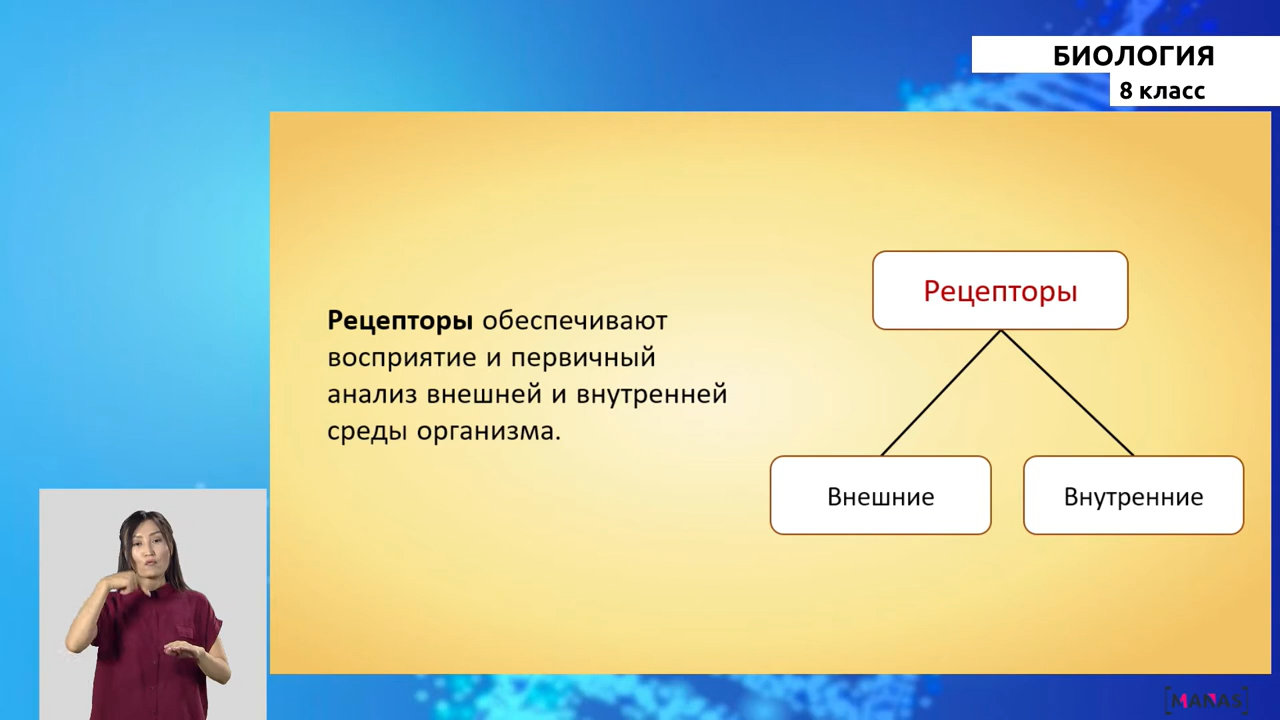 БИОЛОГИЯ
8 класс
Рецепторы обеспечивают
восприятие и первичный
анализ внешней и внутренней
среды организма.
Рецепторы
Внешние
Внутренние
MANAS